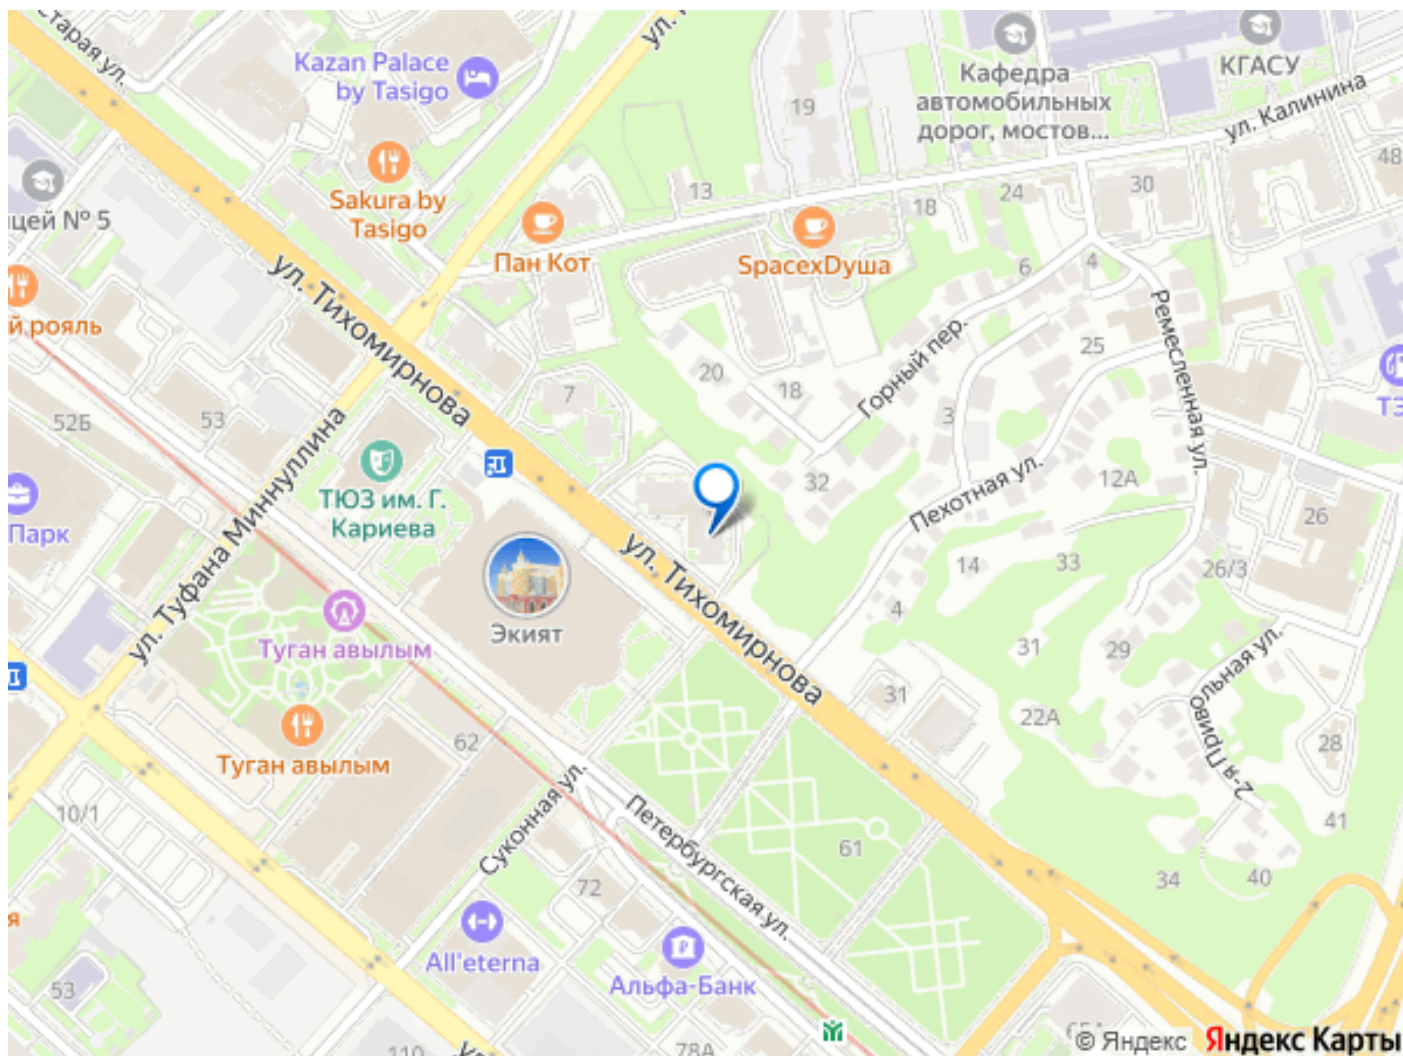 Старая ул.
Kazan Palace
by Tasigo
ул.
Кафедра
автомобильных
дорог, мостов...
КГАСУ
ул. Калинина
19
48
Sakura by
Tasigo
цей № 5
13
18
24
30
Пан Кот
SpacexDуша
6
4
ул. Тихомирнова
й рояль
Горный пер.
Ремесленная ул.
25
20
18
7
3
ТЭ
52Б
53
ТЮЗ им. Г.
Кариева
32
Пехотная ул.
12А
26
Парк
ул. Туфана Миннуллина
ул. Тихомирнова
14
33
26/3
Экият
4
Туган авылым
31
29
2-я Привольная ул.
31
22А
28
62
Туган авылым
10/1
Суконная ул.
Петербургская ул.
61
41
34
40
72
я
All'eterna
Альфа-Банк
53
110
ул.
78А
© Яндекс Яндекс Карты